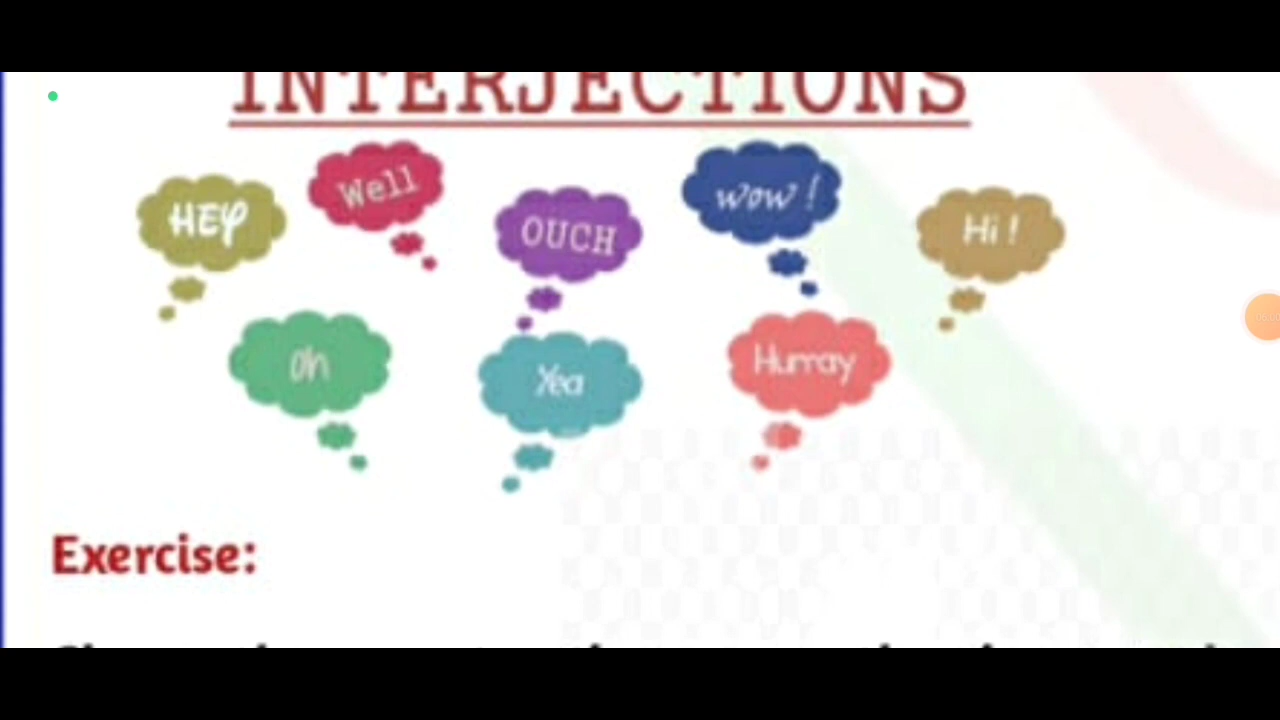 INTERJECTIONS
HEY
Well
OUCH
wow !
Hi !
Oh
Yea
Hurray
Exercise: